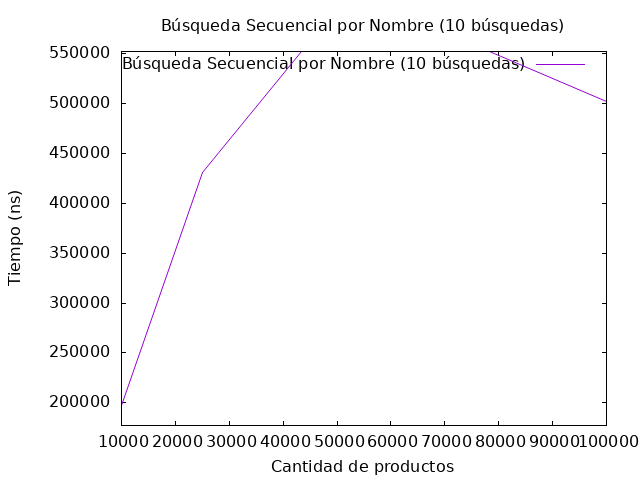 Búsqueda Secuencial por Nombre (10 búsquedas)
Búsqueda Secuencial por Nombre (10 búsquedas)
550000
500000
450000
400000
350000
300000
250000
200000
Tiempo (ns)
10000 20000 30000 40000 50000 60000 70000 80000 90000 100000
Cantidad de productos